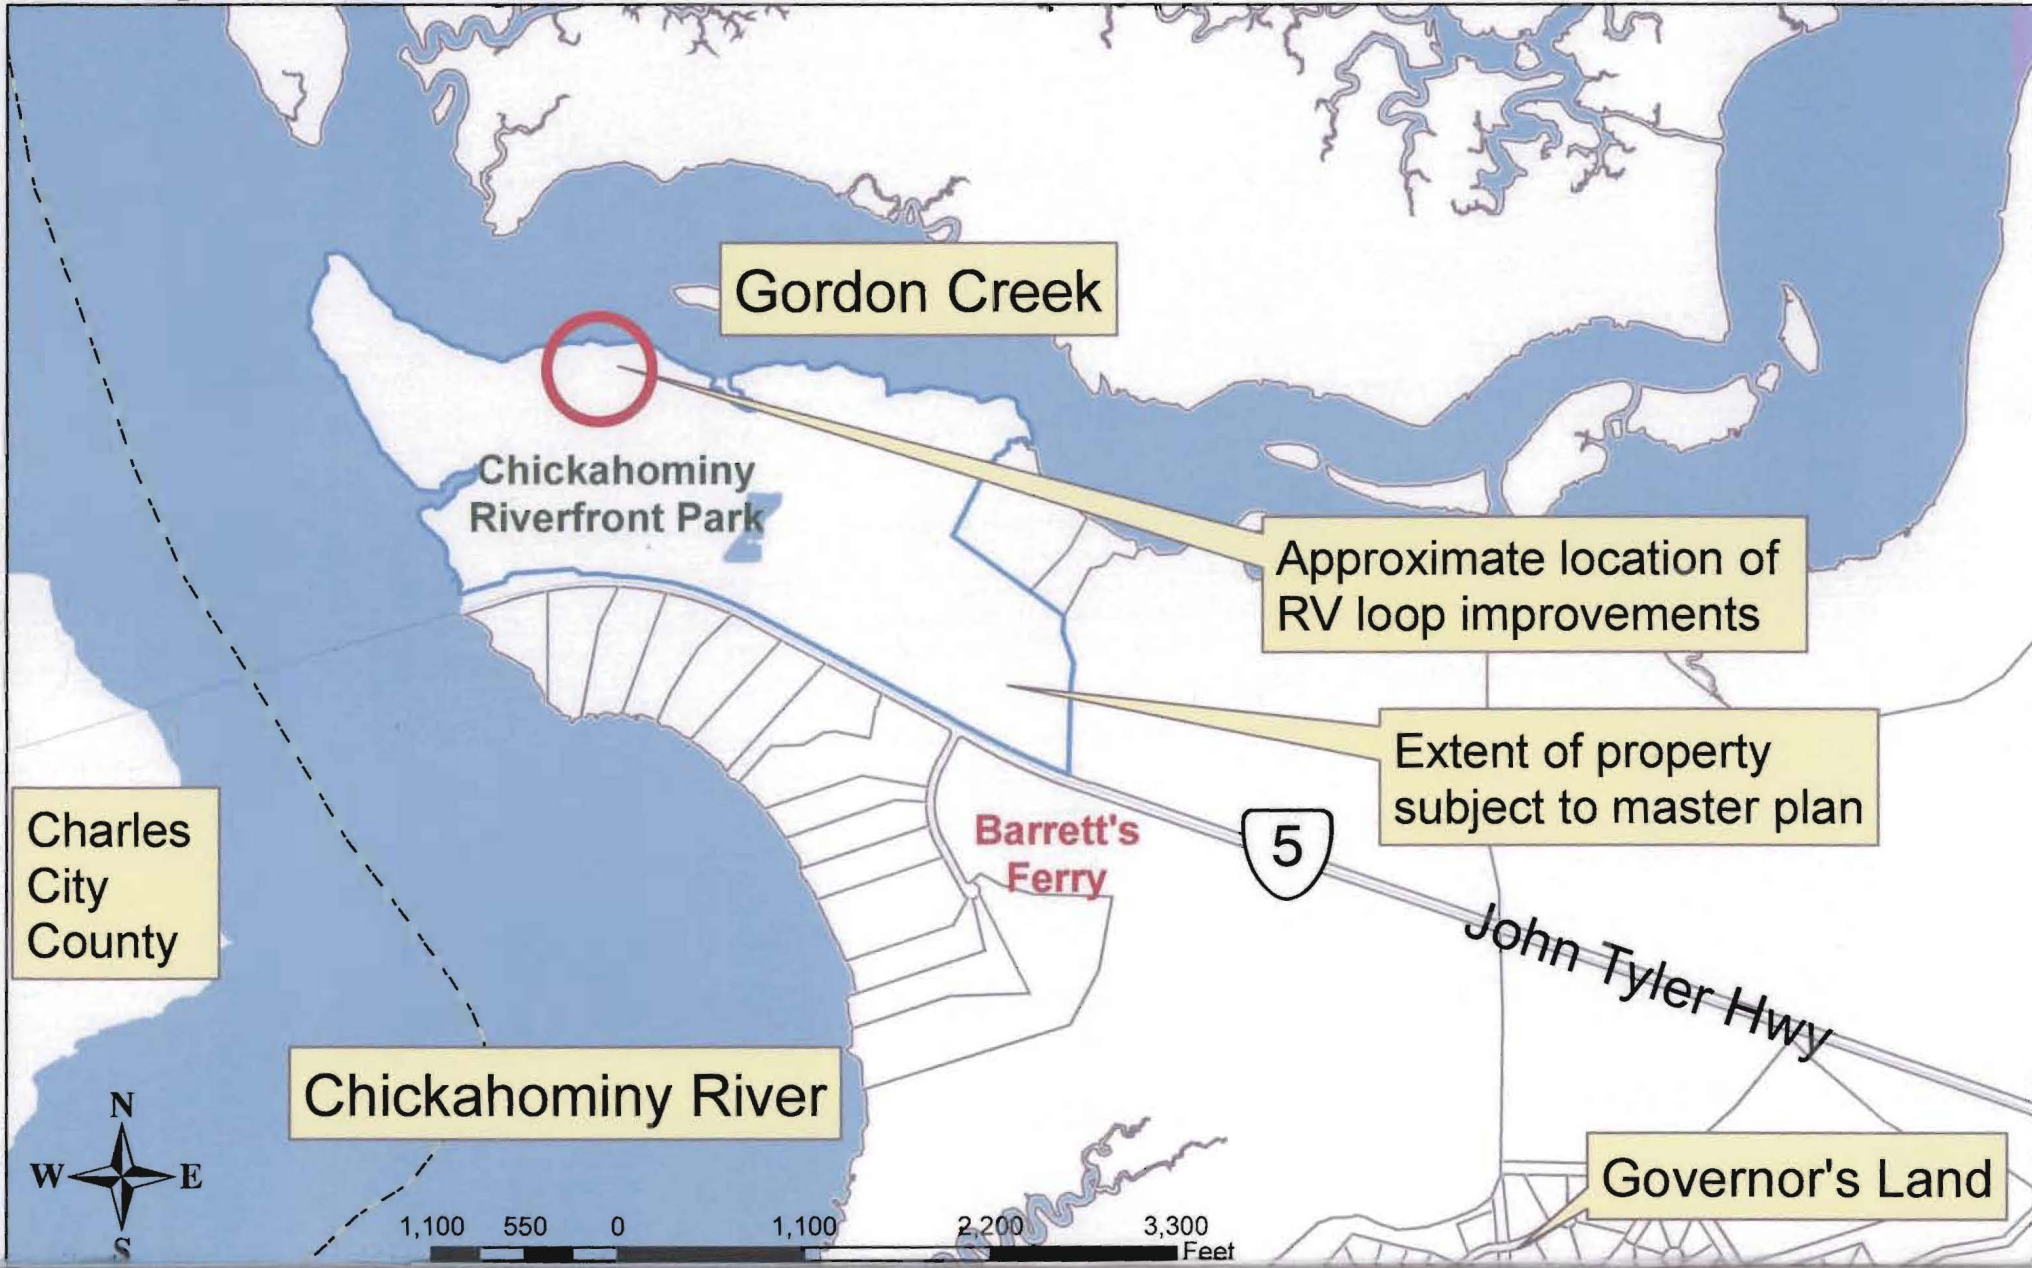 Gordon Creek
Chickahominy
Riverfront Park
Approximate location of
RV loop improvements
Extent of property
subject to master plan
Charles
City
County
Barrett's
Ferry
5
John Tyler Hwy
Chickahominy River
Governor's Land
N
W
E
S
1,100 550 0 1,100 2,200 3,300
Feet